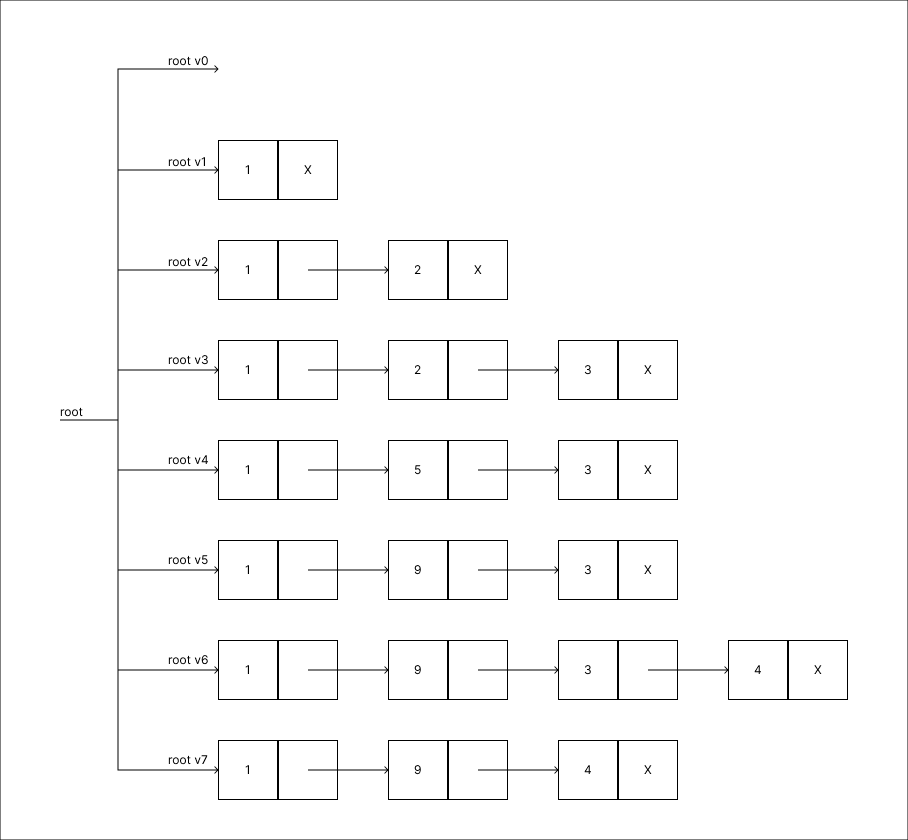 root v0
root v1
1 X
root v2
1 2 X
root v3
1 2 3 X
root
root v4
1 5 3 X
root v5
1 9 3 X
root v6
1 9 3 4 X
root v7
1 9 4 X